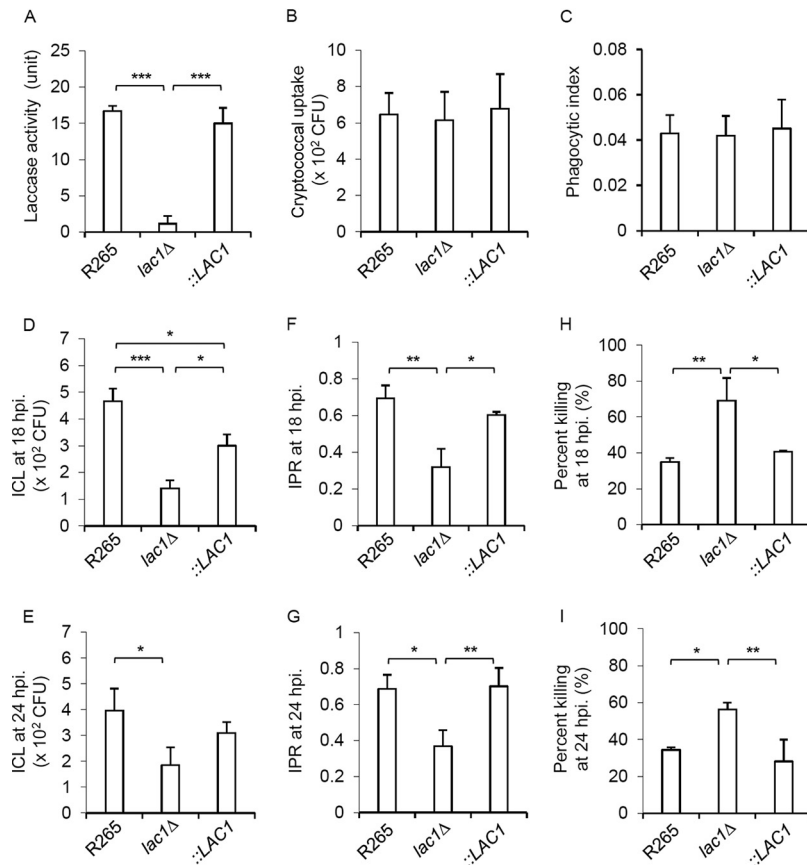 A
Laccase activity (unit)
25
20
15
10
5
0
***
***
R265
lac1Δ
::LAC1
B
Cryptococcal uptake
(x 10² CFU)
10
8
6
4
2
0
R265
lac1Δ
::LAC1
C
Phagocytic index
0.08
0.06
0.04
0.02
0
R265
lac1Δ
::LAC1
D
ICL at 18 hpi.
(x 10² CFU)
7
6
5
4
3
2
1
0
*
***
*
R265
lac1Δ
::LAC1
F
IPR at 18 hpi.
1
0.8
0.6
0.4
0.2
0
**
*
R265
lac1Δ
::LAC1
H
Percent killing
at 18 hpi. (%)
100
80
60
40
20
0
**
*
R265
lac1Δ
::LAC1
E
ICL at 24 hpi.
(x 10² CFU)
7
6
5
4
3
2
1
0
*
R265
lac1Δ
::LAC1
G
IPR at 24 hpi.
1
0.8
0.6
0.4
0.2
0
*
**
R265
lac1Δ
::LAC1
I
Percent killing
at 24 hpi. (%)
100
80
60
40
20
0
*
**
R265
lac1Δ
::LAC1